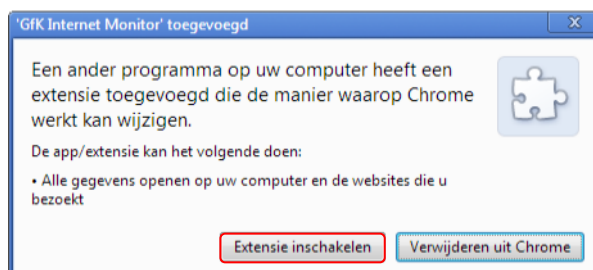 'GfK Internet Monitor' toegevoegd
Een ander programma op uw computer heeft een
extensie toegevoegd die de manier waarop Chrome
werkt kan wijzigen.
De app/extensie kan het volgende doen:
• Alle gegevens openen op uw computer en de websites die u
bezoekt
Extensie inschakelen
Verwijderen uit Chrome